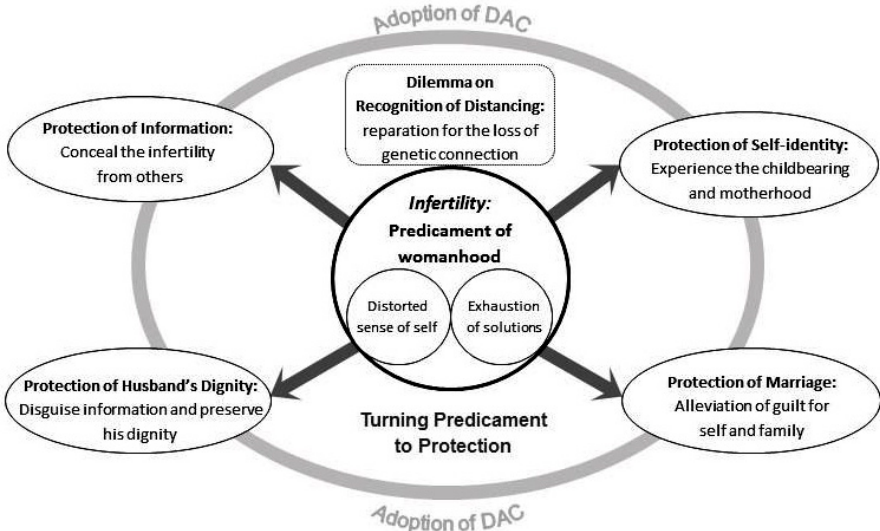 Adoption of DAC
Dilemma on
Recognition of Distancing:
reparation for the loss of
genetic connection
Protection of Information:
Conceal the infertility
from others
Protection of Self-identity:
Experience the childbearing
and motherhood
Infertility:
Predicament of
womanhood
Distorted
sense of self
Exhaustion
of solutions
Protection of Husband’s Dignity:
Disguise information and preserve
his dignity
Protection of Marriage:
Alleviation of guilt for
self and family
Turning Predicament
to Protection
Adoption of DAC